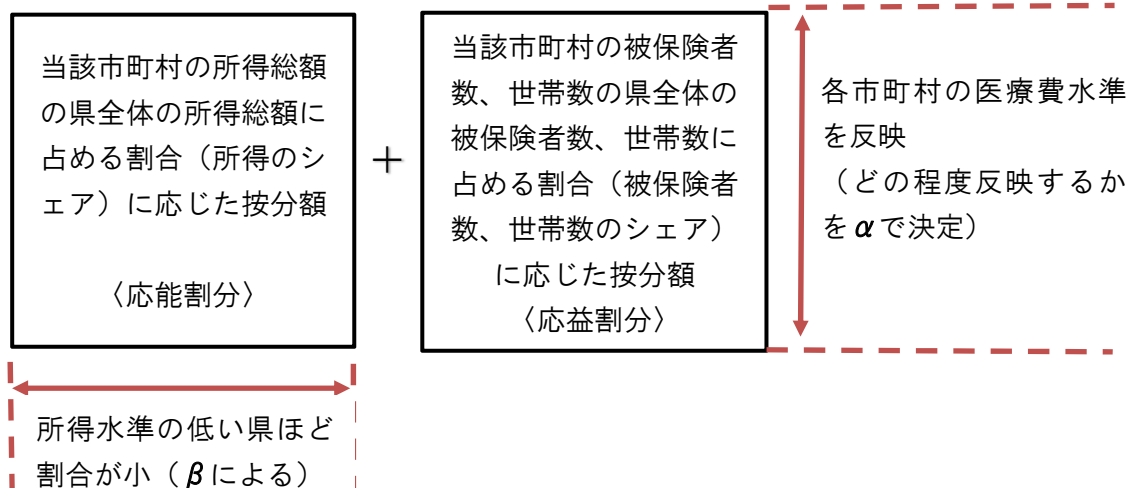 当該市町村の所得総額
の県全体の所得総額に
占める割合（所得のシ
ェア）に応じた按分額
〈応能割分〉
＋
当該市町村の被保険者
数、世帯数の県全体の
被保険者数、世帯数に
占める割合（被保険者
数、世帯数のシェア）
に応じた按分額
〈応益割分〉
各市町村の医療費水準
を反映
（どの程度反映するか
をαで決定）
所得水準の低い県ほど
割合が小（βによる）